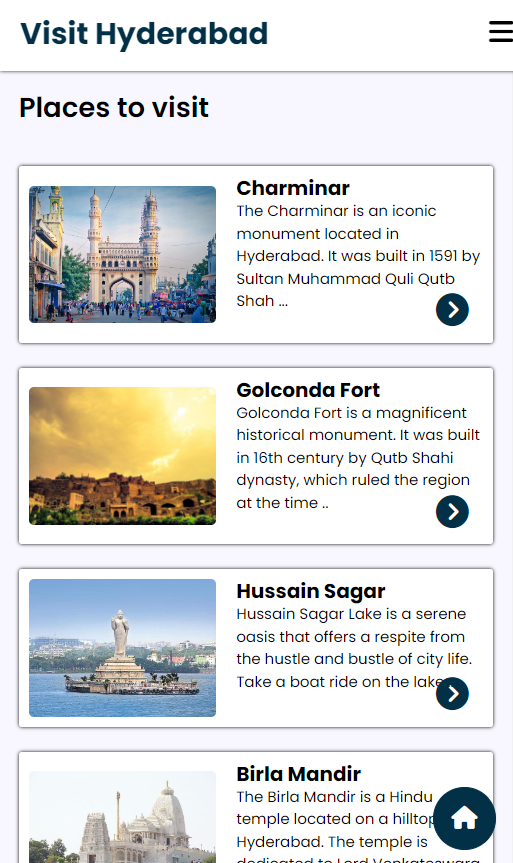 Visit Hyderabad
Places to visit
Charminar
The Charminar is an iconic
monument located in
Hyderabad. It was built in 1591 by
Sultan Muhammad Quli Qutb
Shah ...
Golconda Fort
Golconda Fort is a magnificent
historical monument. It was built
in 16th century by Qutb Shahi
dynasty, which ruled the region
at the time ..
Hussain Sagar
Hussain Sagar Lake is a serene
oasis that offers a respite from
the hustle and bustle of city life.
Take a boat ride on the lake
Birla Mandir
The Birla Mandir is a Hindu
temple located on a hilltop
Hyderabad. The temple is
dedicated to Lord Venkateswara